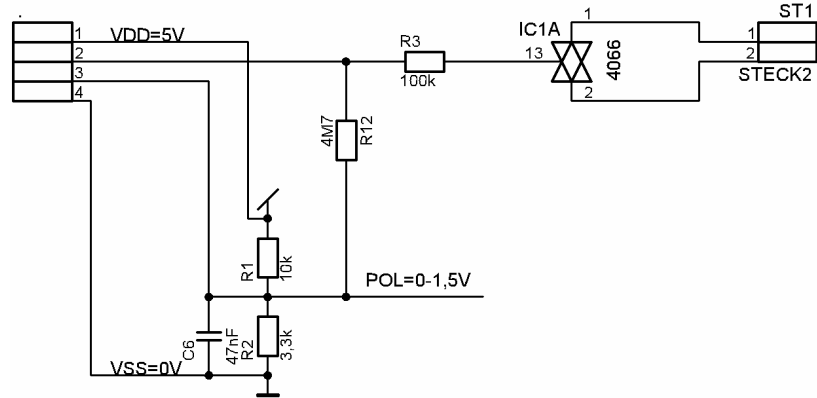 .
ST1
1
IC1A
1
VDD=5V
R3
1
2
13
4066
2
3
100k
STECK2
4
2
4M7
R12
R1
10k
POL=0-1,5V
C6
47nF
R2
3,3k
VSS=0V